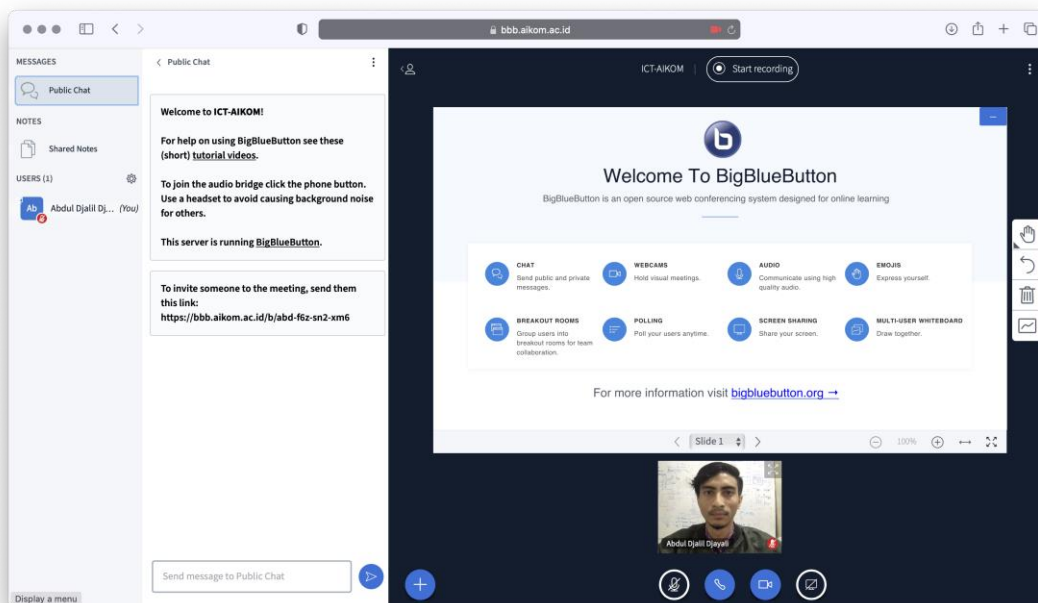 bbb.aikom.ac.id
MESSAGES
Public Chat
NOTES
Shared Notes
USERS (1)
Ab
Abdul Djalil Dj... (You)
Display a menu
Public Chat
Welcome to ICT-AIKOM!
For help on using BigBlueButton see these
(short) tutorial videos.
To join the audio bridge click the phone button.
Use a headset to avoid causing background noise
for others.
This server is running BigBlueButton.
To invite someone to the meeting, send them
this link:
https://bbb.aikom.ac.id/b/abd-f6z-sn2-xm6
Send message to Public Chat
ICT-AIKOM
Start recording
b
Welcome To BigBlueButton
BigBlueButton is an open source web conferencing system designed for online learning
CHAT
Send public and private
messages.
WEBCAMS
Hold visual meetings.
AUDIO
Communicate using high
quality audio.
EMOJIS
Express yourself.
BREAKOUT ROOMS
Group users into
breakout rooms for team
collaboration.
POLLING
Poll your users anytime.
SCREEN SHARING
Share your screen.
MULTI-USER WHITEBOARD
Draw together.
For more information visit bigbluebutton.org →
Slide 1
100%
Abdul Djalil Djayali